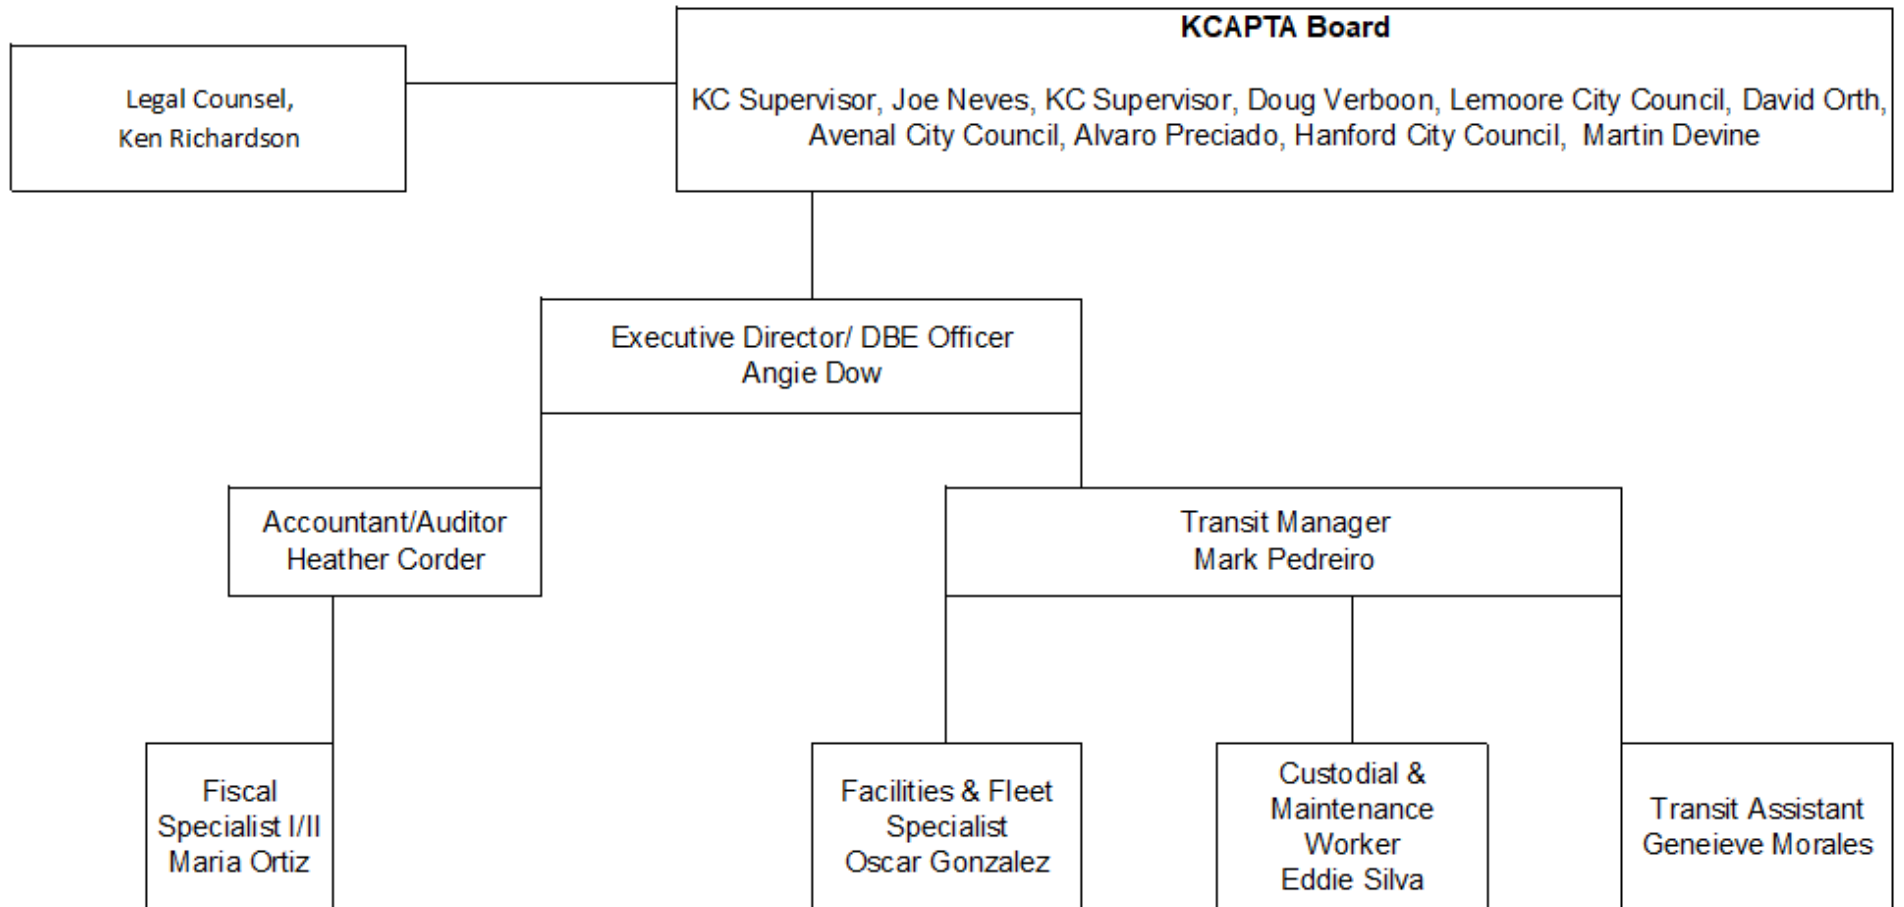 KCAPTA Board
Legal Counsel,
Ken Richardson
KC Supervisor, Joe Neves, KC Supervisor, Doug Verboon, Lemoore City Council, David Orth,
Avenal City Council, Alvaro Preciado, Hanford City Council, Martin Devine
Executive Director/ DBE Officer
Angie Dow
Accountant/Auditor
Heather Corder
Transit Manager
Mark Pedreiro
Fiscal
Specialist I/II
Maria Ortiz
Facilities & Fleet
Specialist
Oscar Gonzalez
Custodial &
Maintenance
Worker
Eddie Silva
Transit Assistant
Geneieve Morales